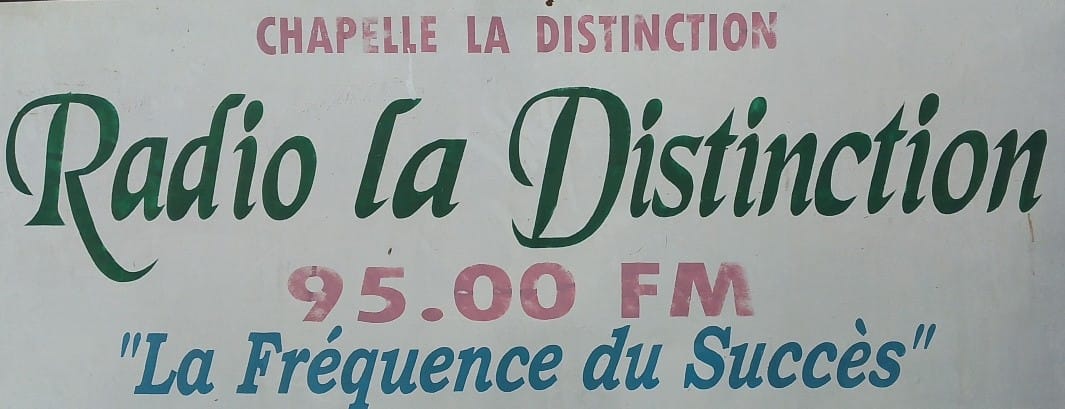 CHAPELLE LA DISTINCTION
Radio la Distinction
95.00 FM
"La Fréquence du Succès"